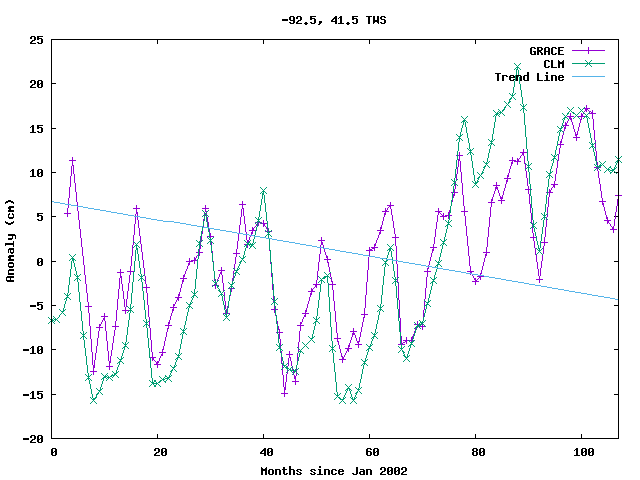 -92.5, 41.5 TWS
GRACE
CLM
Trend Line
Anomaly (cm)
25
20
15
10
5
0
-5
-10
-15
-20
0 20 40 60 80 100
Months since Jan 2002